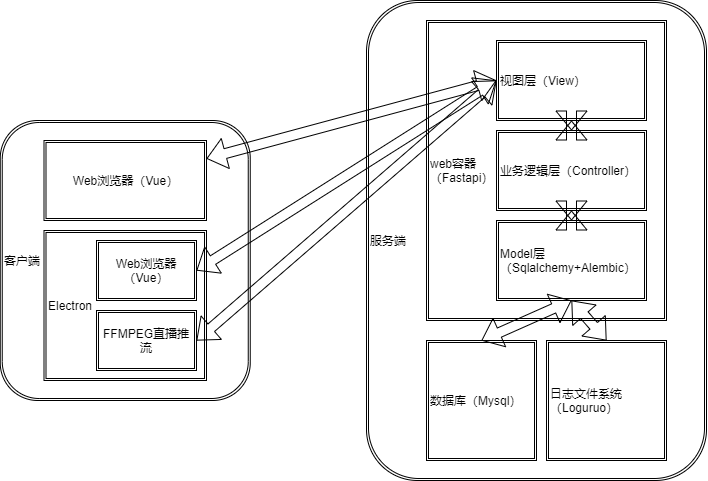 客户端
Web浏览器（Vue）
Electron
Web浏览器
（Vue）
FFMPEG直播推
流
服务端
web容器
（Fastapi）
视图层（View）
业务逻辑层（Controller）
Model层
（Sqlalchemy+Alembic）
数据库（Mysql）
日志文件系统
（Loguruo）